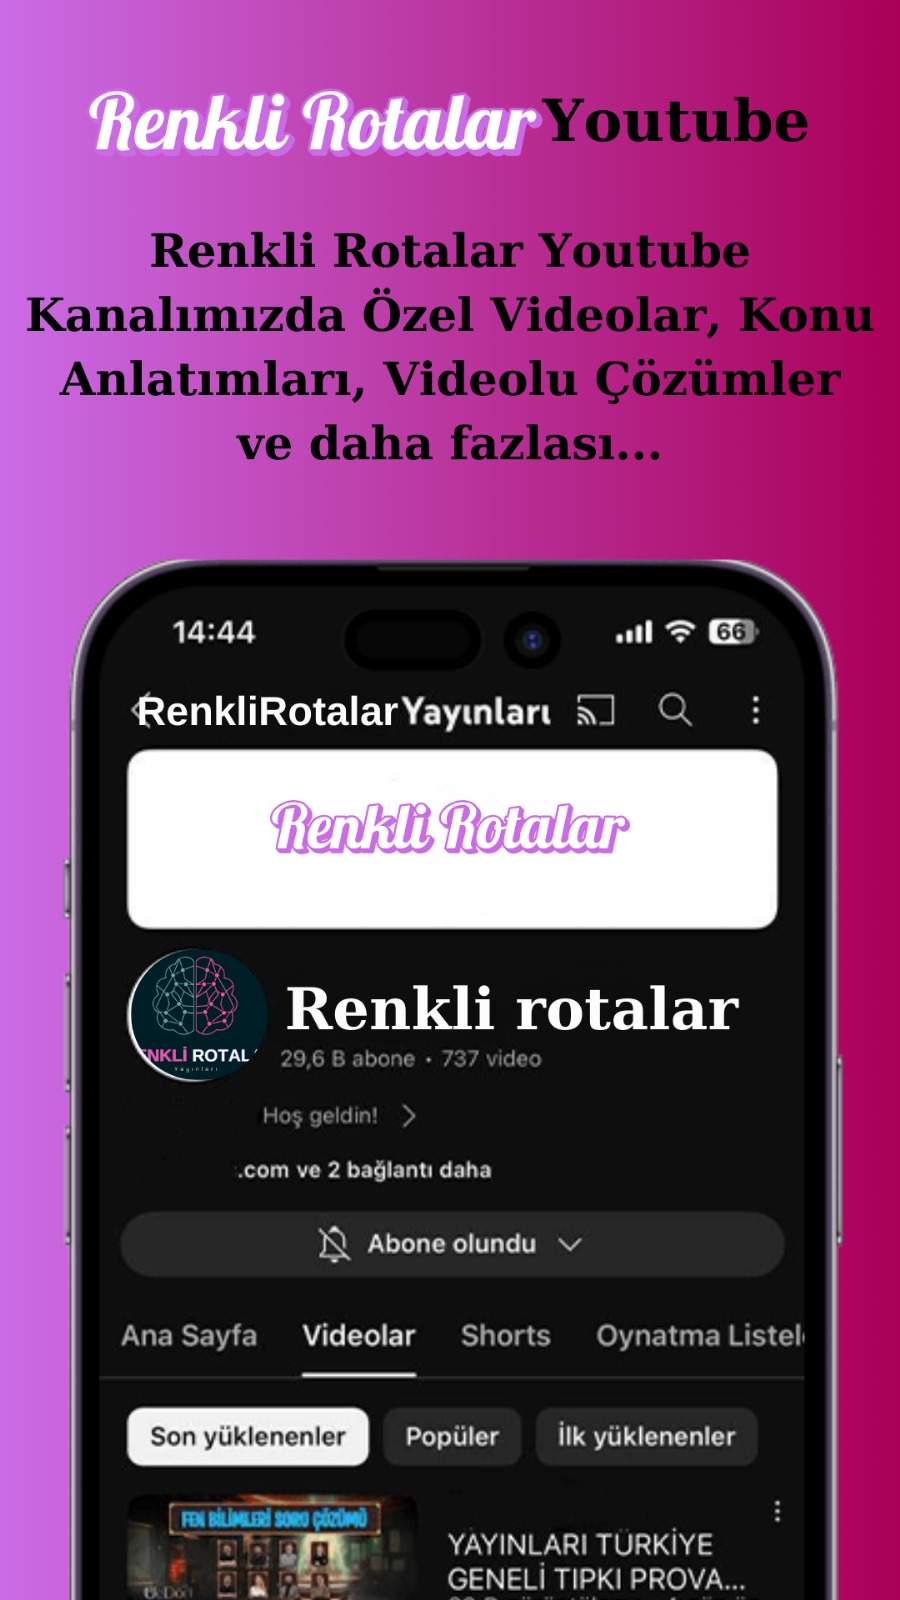 Renkli Rotalar Youtube
Renkli Rotalar Youtube
Kanalımızda Özel Videolar, Konu
Anlatımları, Videolu Çözümler
ve daha fazlası...
14:44
66
RenkliRotalar Yayınları
Renkli Rotalar
NKLİ ROTAL
Yayınları
Renkli rotalar
29,6 B abone • 737 video
Hoş geldin!
.com ve 2 bağlantı daha
Abone olundu
Ana Sayfa Videolar Shorts Oynatma Listel
Son yüklenenler Popüler İlk yüklenenler
FEN BİLİMLERİ SORU ÇÖZÜMÜ
YAYINLARI TÜRKİYE
GENELİ TIPKI PROVA...